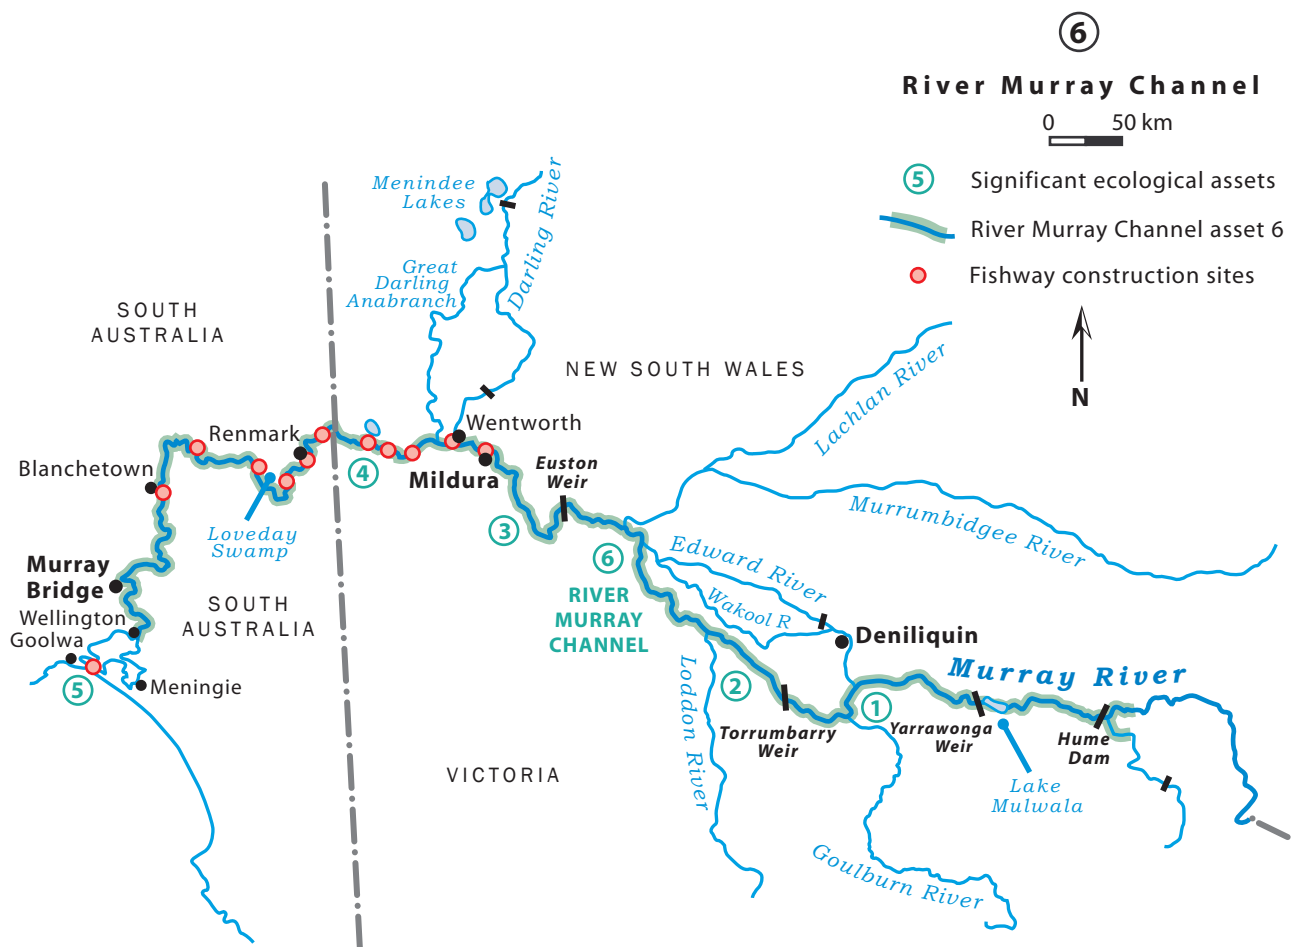 6
River Murray Channel
0 50 km
5 Significant ecological assets
River Murray Channel asset 6
Fishway construction sites
N
Menindee
Lakes
Darling River
Great
Darling
Anabranch
SOUTH
AUSTRALIA
NEW SOUTH WALES
Lachlan River
Wentworth
Renmark
Blanchetown
4
Mildura
Euston
Weir
Murrumbidgee River
Loveday
Swamp
3
6
RIVER
MURRAY
CHANNEL
Edward River
Wakool R
Murray
Bridge
Wellington
Goolwa
SOUTH
AUSTRALIA
Deniliquin
5
Meningie
Loddon River
2
1
Murray River
Torrumbarry
Weir
Yarrawonga
Weir
Hume
Dam
Lake
Mulwala
VICTORIA
Goulburn River